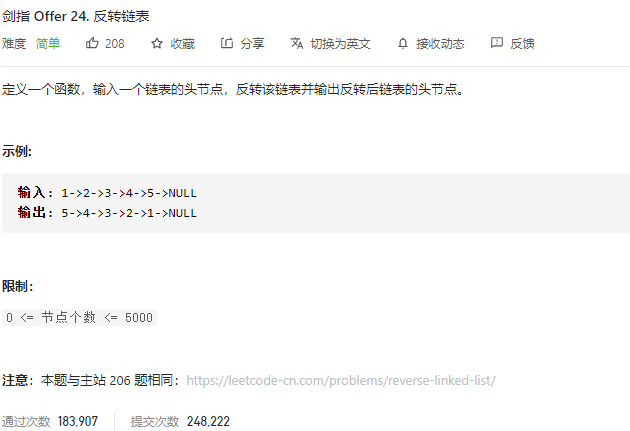 剑指 Offer 24. 反转链表
难度 简单 208 收藏 分享 切换为英文 接收动态 反馈
定义一个函数，输入一个链表的头节点，反转该链表并输出反转后链表的头节点。
示例:
输入: 1->2->3->4->5->NULL
输出: 5->4->3->2->1->NULL
限制：
0 <= 节点个数 <= 5000
注意：本题与主站 206 题相同：https://leetcode-cn.com/problems/reverse-linked-list/
通过次数 183,907 提交次数 248,222